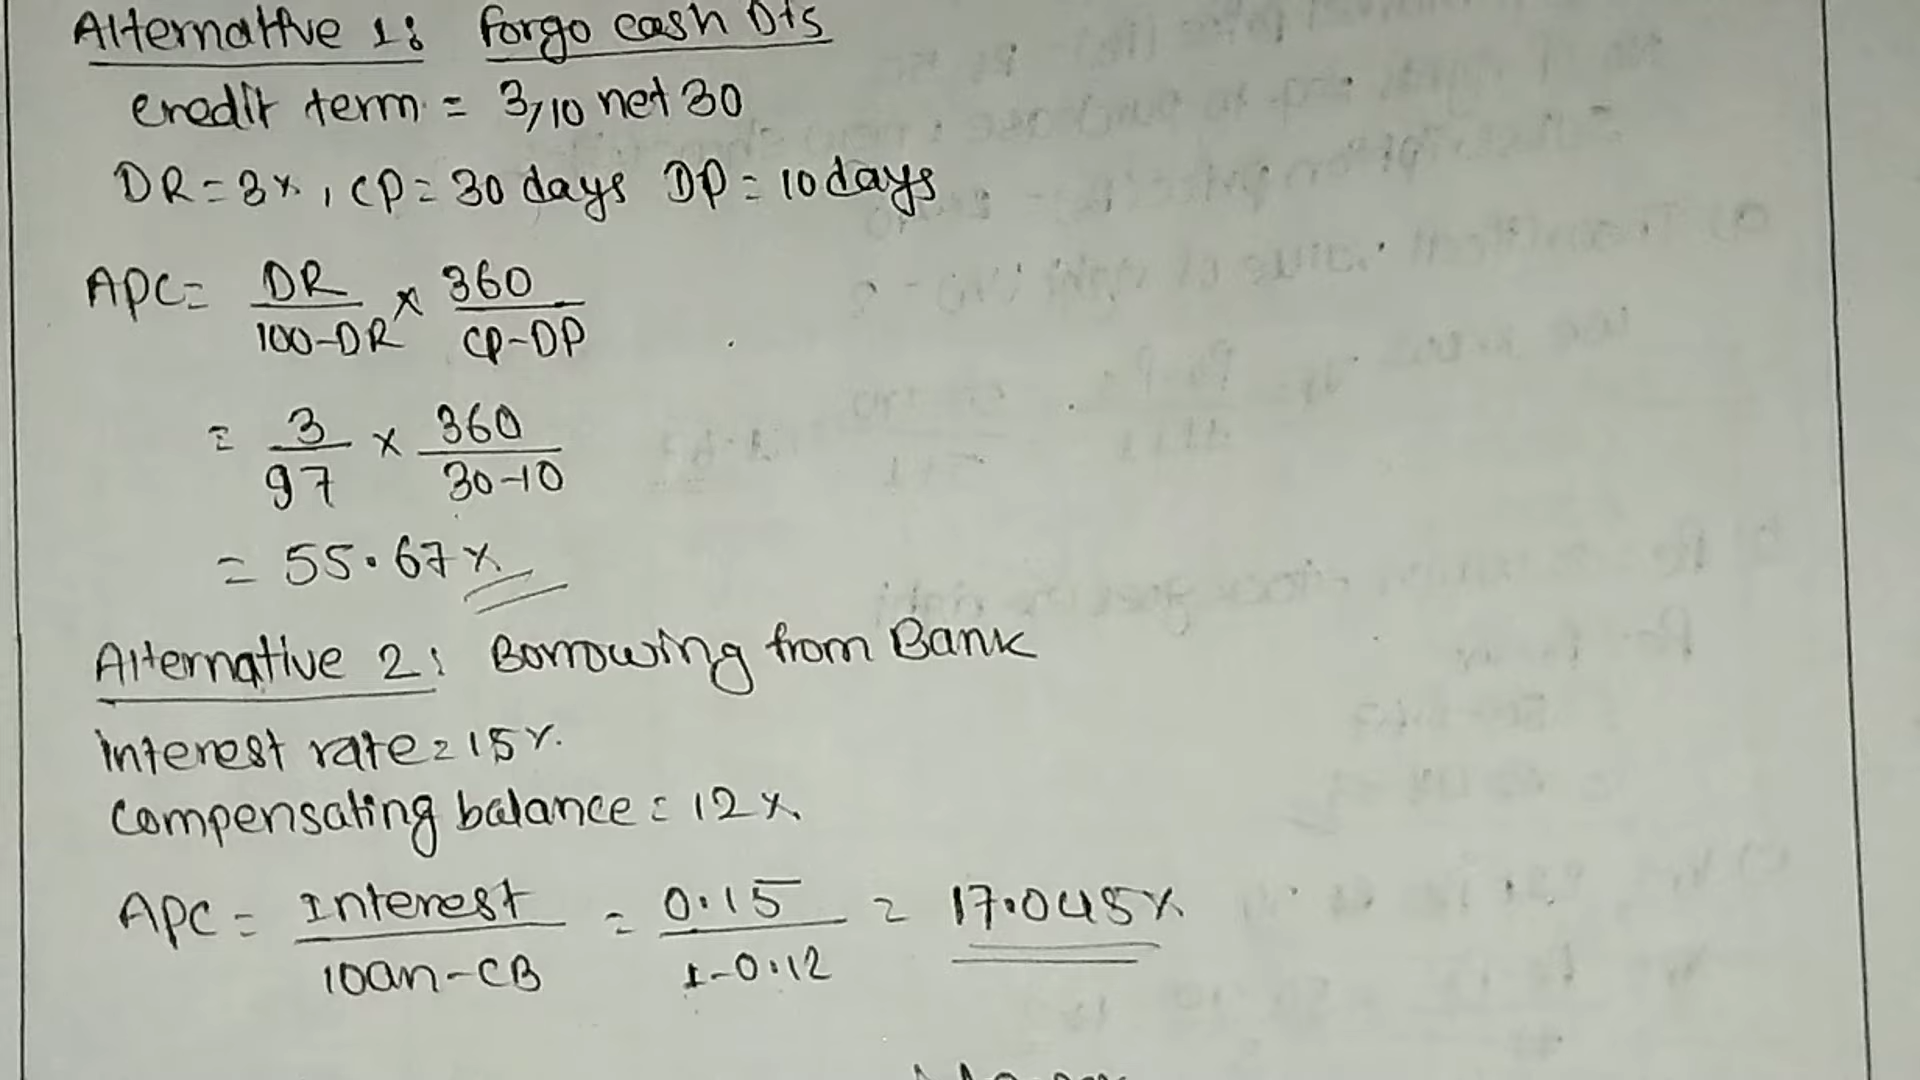 Alternative 1: forgo cash Dts
credit term = 3/10 net 30
DR = 3%, CP = 30 days DP = 10 days
APC = DR / 100-DR × 360 / CP-DP
= 3 / 97 × 360 / 30-10
= 55.67%
Alternative 2: Borrowing from Bank
interest rate = 15%.
compensating balance = 12%
APC = Interest / loan-CB = 0.15 / 1-0.12 = 17.045%